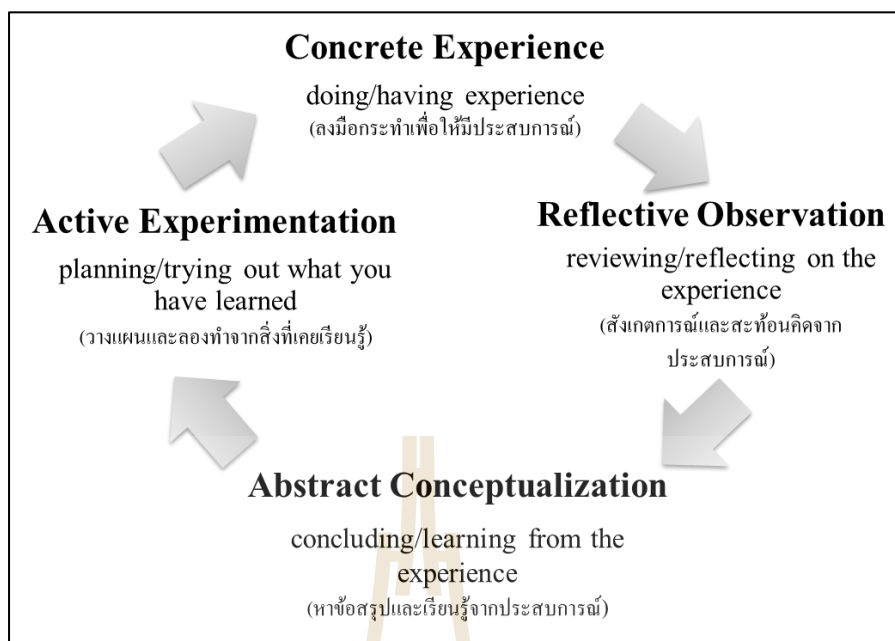 Concrete Experience
doing/having experience
(ลงมือกระทำเพื่อให้มีประสบการณ์)
Reflective Observation
reviewing/reflecting on the
experience
(สังเกตการณ์และสะท้อนคิดจาก
ประสบการณ์)
Abstract Conceptualization
concluding/learning from the
experience
(หาข้อสรุปและเรียนรู้จากประสบการณ์)
Active Experimentation
planning/trying out what you
have learned
(วางแผนและลองทำจากสิ่งที่เคยเรียนรู้)